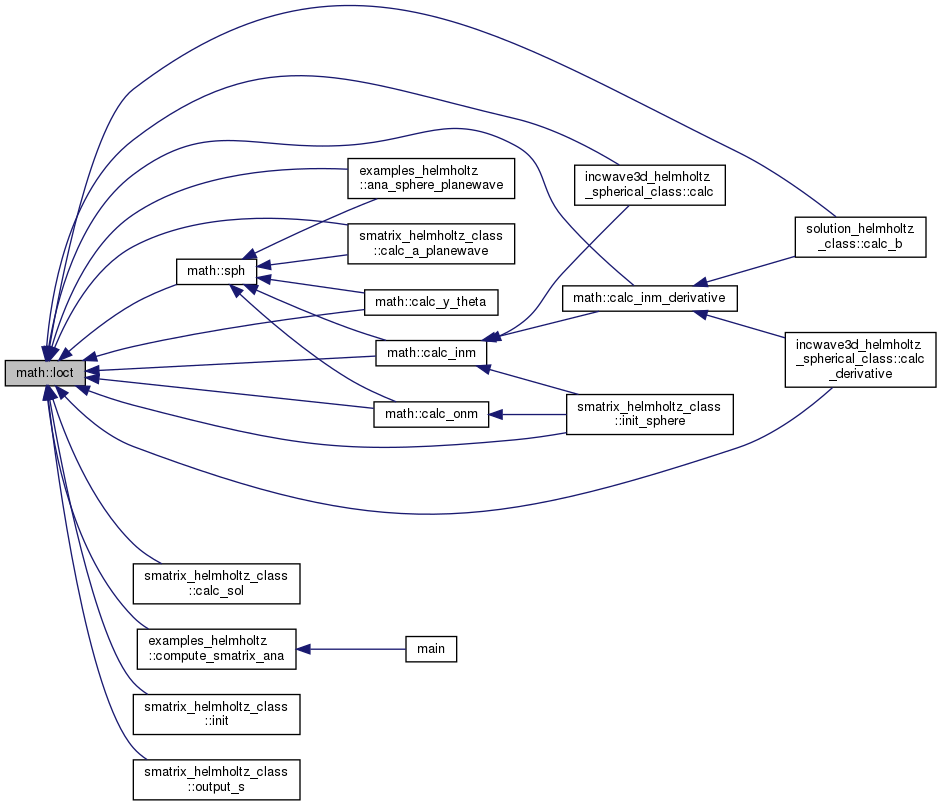 examples_helmholtz
::ana_sphere_planewave
incwave3d_helmholtz
_spherical_class::calc
solution_helmholtz
_class::calc_b
smatrix_helmholtz_class
::calc_a_planewave
math::sph
math::calc_y_theta
math::calc_inm_derivative
math::calc_inm
incwave3d_helmholtz
_spherical_class::calc
_derivative
math::loct
math::calc_onm
smatrix_helmholtz_class
::init_sphere
smatrix_helmholtz_class
::calc_sol
examples_helmholtz
::compute_smatrix_ana
main
smatrix_helmholtz_class
::init
smatrix_helmholtz_class
::output_s